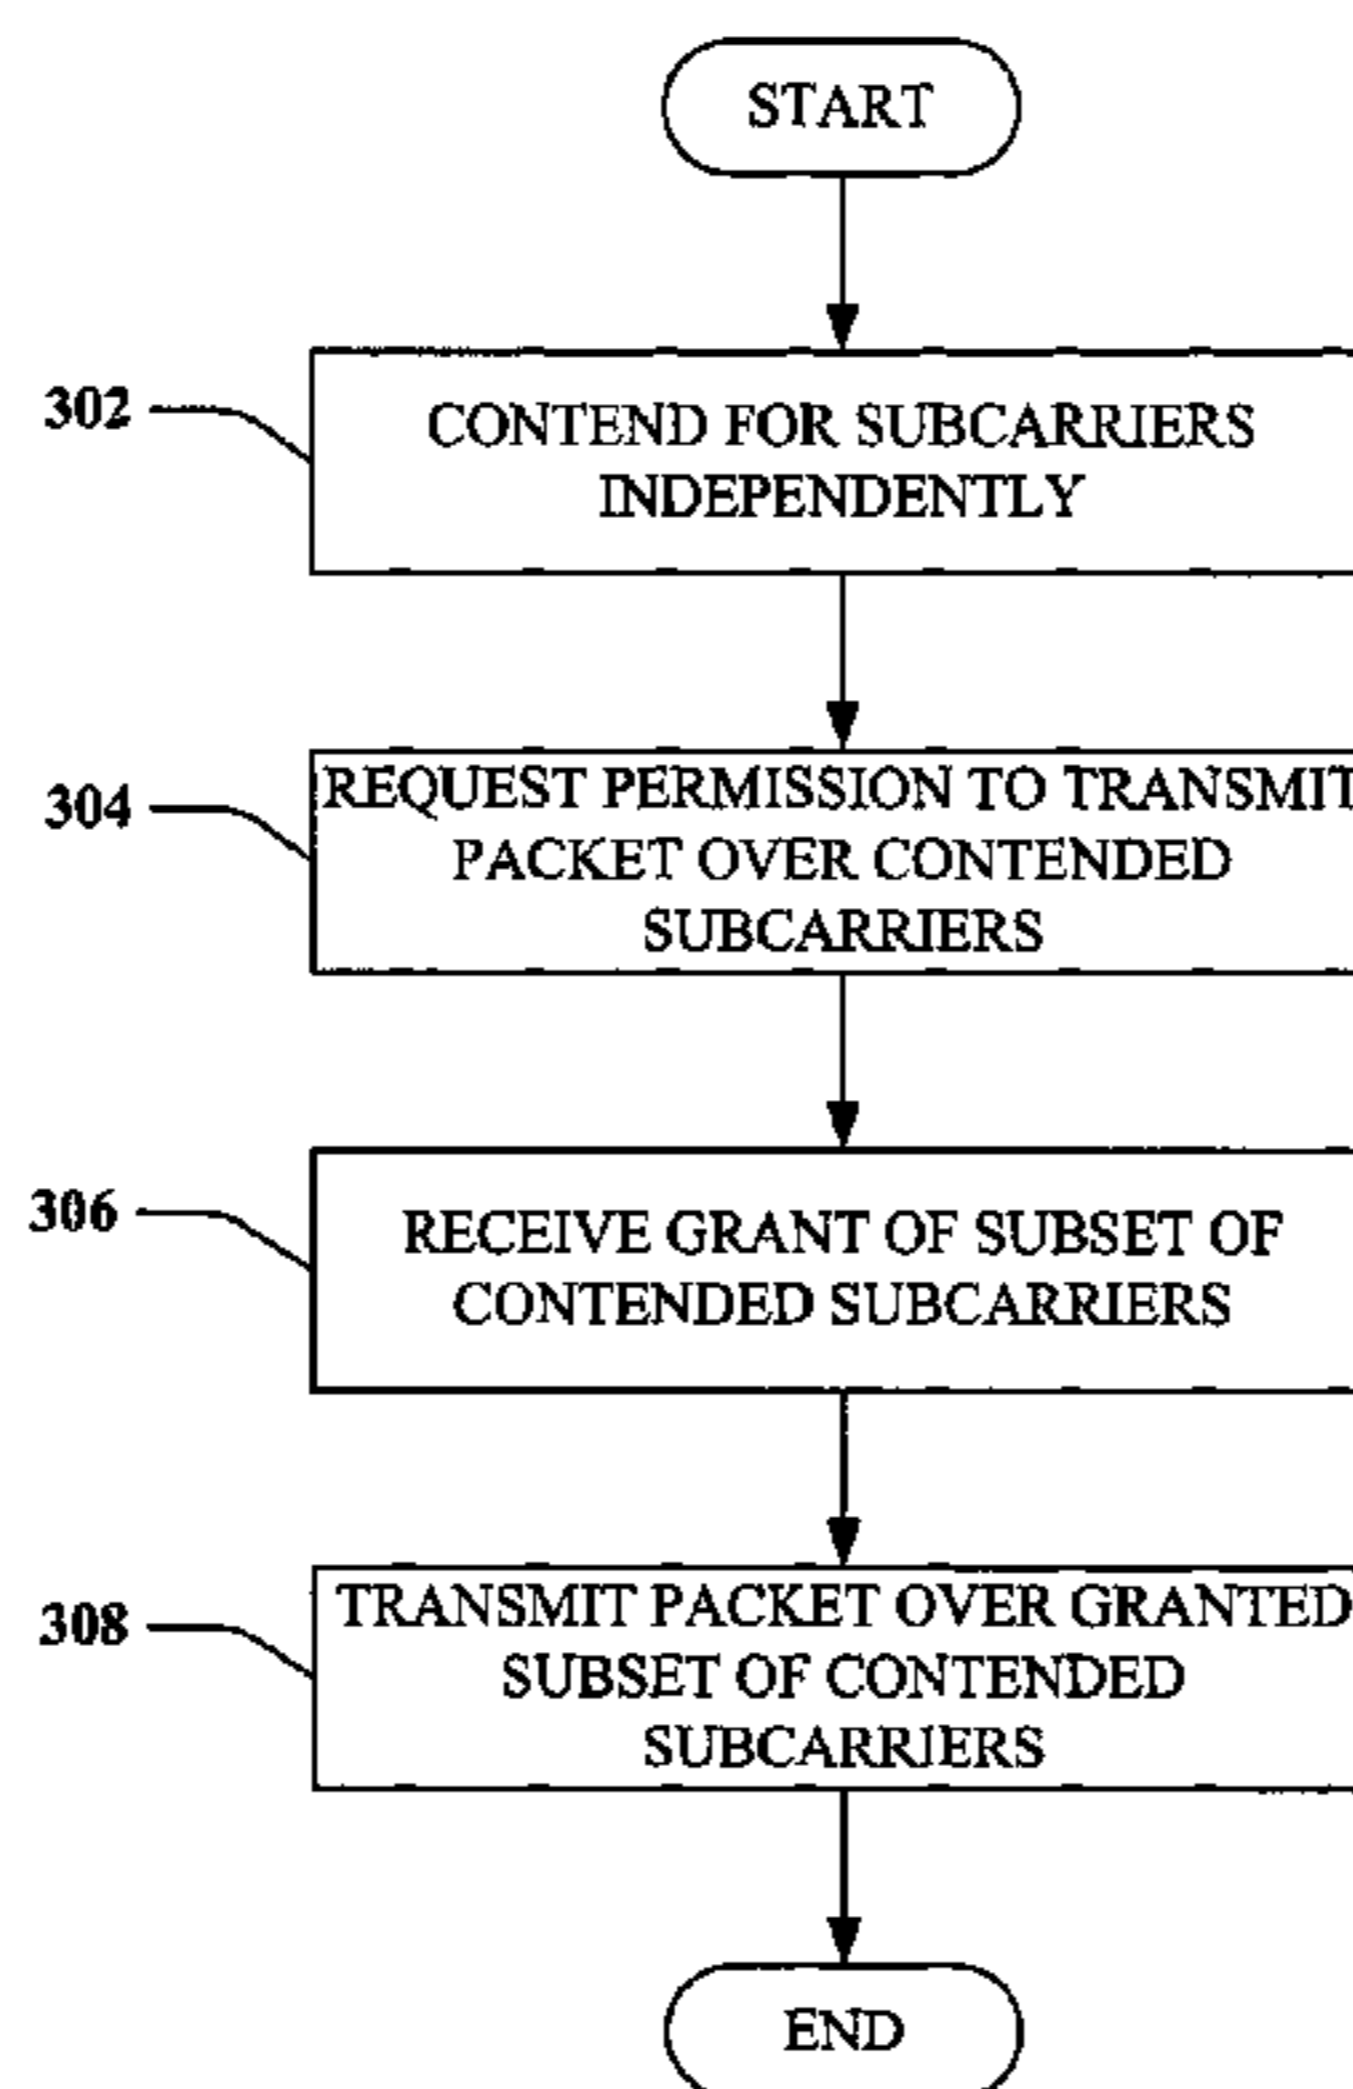 START
302
CONTEND FOR SUBCARRIERS
INDEPENDENTLY
304
REQUEST PERMISSION TO TRANSMIT
PACKET OVER CONTENDED
SUBCARRIERS
306
RECEIVE GRANT OF SUBSET OF
CONTENDED SUBCARRIERS
308
TRANSMIT PACKET OVER GRANTED
SUBSET OF CONTENDED
SUBCARRIERS
END